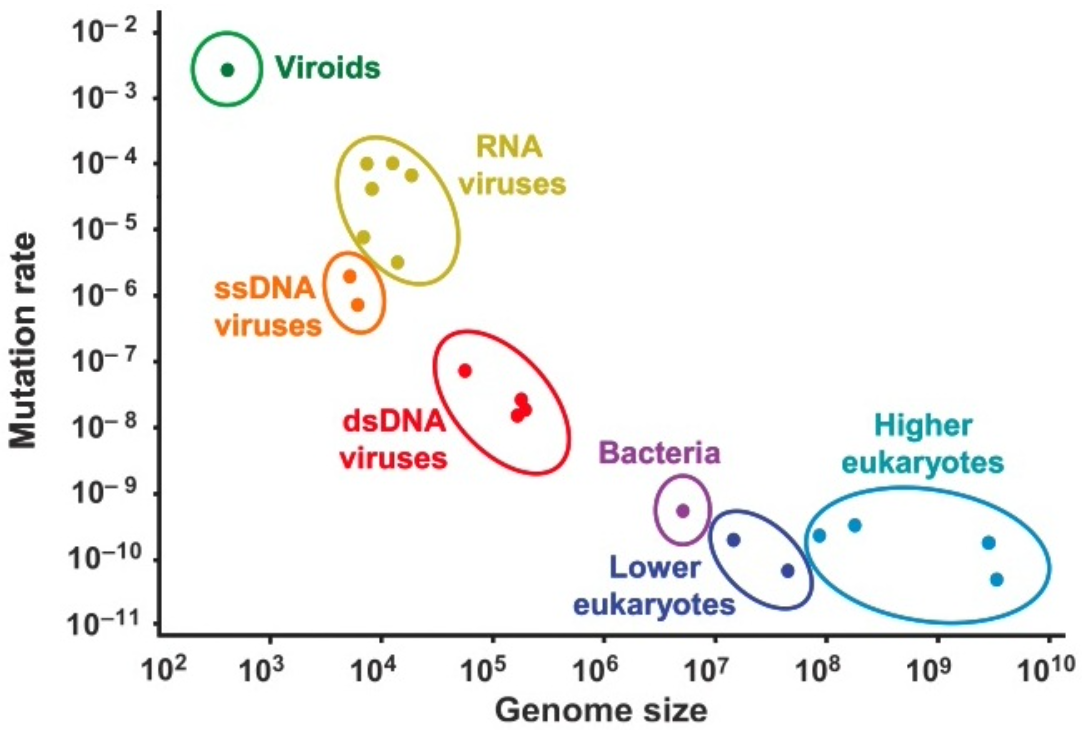 10⁻²
10⁻³
10⁻⁴
10⁻⁵
10⁻⁶
10⁻⁷
10⁻⁸
10⁻⁹
10⁻¹⁰
10⁻¹¹
Mutation rate
Viroids
RNA
viruses
ssDNA
viruses
dsDNA
viruses
Bacteria
Lower
eukaryotes
Higher
eukaryotes
10² 10³ 10⁴ 10⁵ 10⁶ 10⁷ 10⁸ 10⁹ 10¹⁰
Genome size